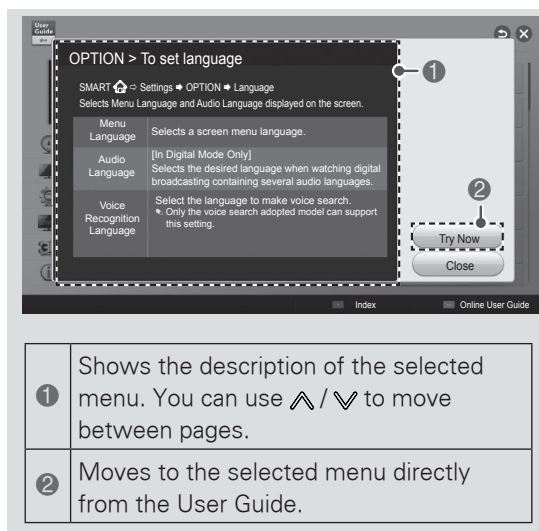 User
Guide
OPTION > To set language
SMART ⇨ Settings ➡ OPTION ➡ Language
Selects Menu Language and Audio Language displayed on the screen.
Menu
Language
Selects a screen menu language.
Audio
Language
[In Digital Mode Only]
Selects the desired language when watching digital
broadcasting containing several audio languages.
Voice
Recognition
Language
Select the language to make voice search.
Only the voice search adopted model can support
this setting.
❶
❷
Try Now
Close
Index
Online User Guide
❶
Shows the description of the selected
menu. You can use / to move
between pages.
❷
Moves to the selected menu directly
from the User Guide.